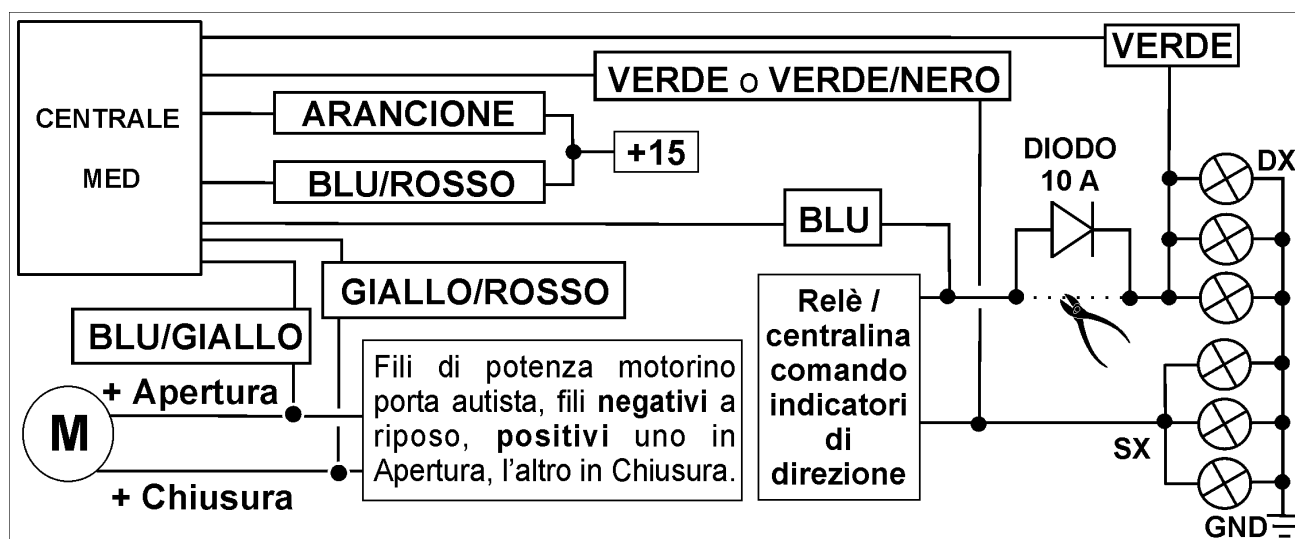 VERDE
VERDE o VERDE/NERO
CENTRALE
MED
ARANCIONE
+15
BLU/ROSSO
DIODO
10 A
DX
BLU
GIALLO/ROSSO
BLU/GIALLO
+ Apertura
M
+ Chiusura
Fili di potenza motorino
porta autista, fili negativi a
riposo, positivi uno in
Apertura, l'altro in Chiusura.
Relè /
centralina
comando
indicatori
di
direzione
SX
GND